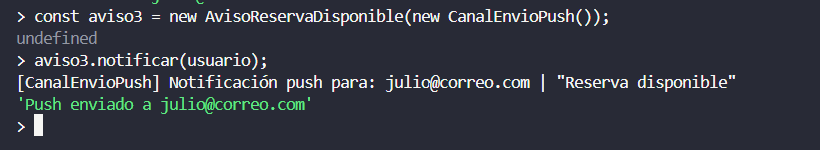 > const aviso3 = new AvisoReservaDisponible(new CanalEnvioPush());
undefined
> aviso3.notificar(usuario);
[CanalEnvioPush] Notificación push para: julio@correo.com | "Reserva disponible"
'Push enviado a julio@correo.com'
>